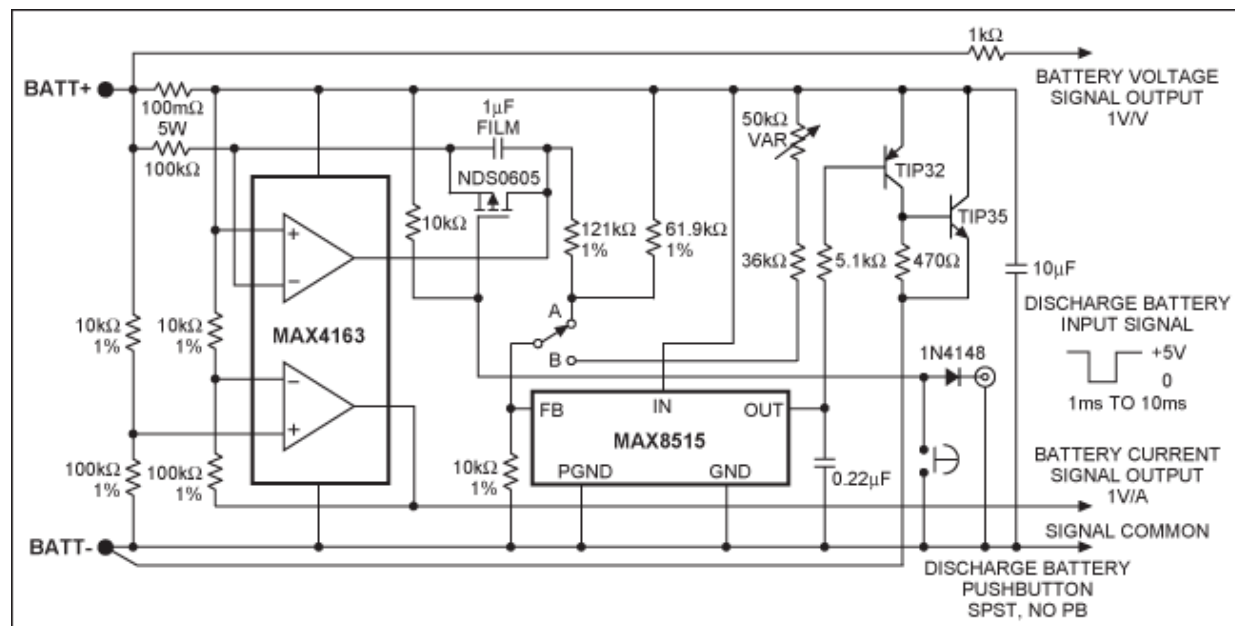 1kΩ
BATTERY VOLTAGE
SIGNAL OUTPUT
1V/V
BATT+
100mΩ
5W
100kΩ
1μF
FILM
NDS0605
50kΩ
VAR
TIP32
TIP35
10kΩ
121kΩ
1%
61.9kΩ
1%
36kΩ
5.1kΩ
470Ω
10μF
+
−
MAX4163
−
+
10kΩ
1%
10kΩ
1%
A
B
DISCHARGE BATTERY
INPUT SIGNAL
+5V
0
1ms TO 10ms
1N4148
FB
IN
OUT
MAX8515
PGND
GND
10kΩ
1%
0.22μF
100kΩ
1%
100kΩ
1%
BATTERY CURRENT
SIGNAL OUTPUT
1V/A
BATT-
SIGNAL COMMON
DISCHARGE BATTERY
PUSHBUTTON
SPST, NO PB